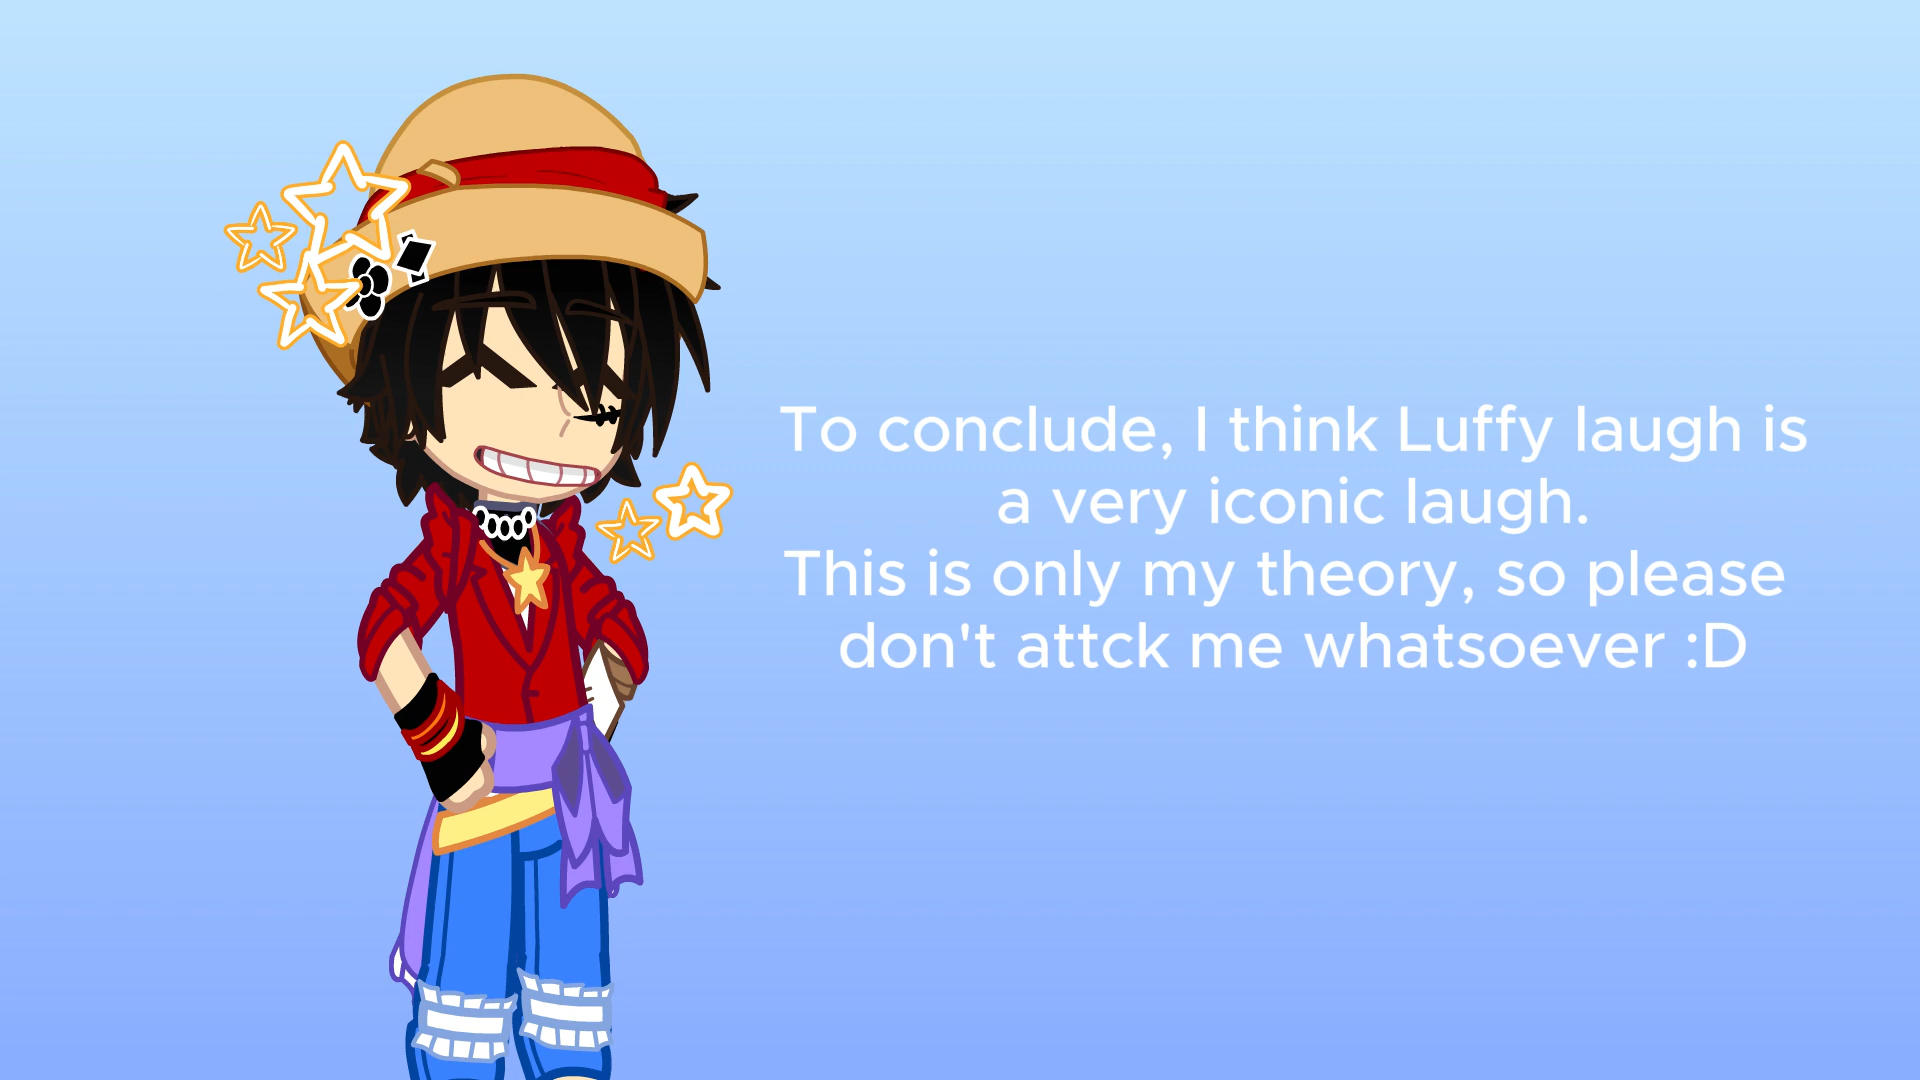 To conclude, I think Luffy laugh is
a very iconic laugh.
This is only my theory, so please
don't attck me whatsoever :D